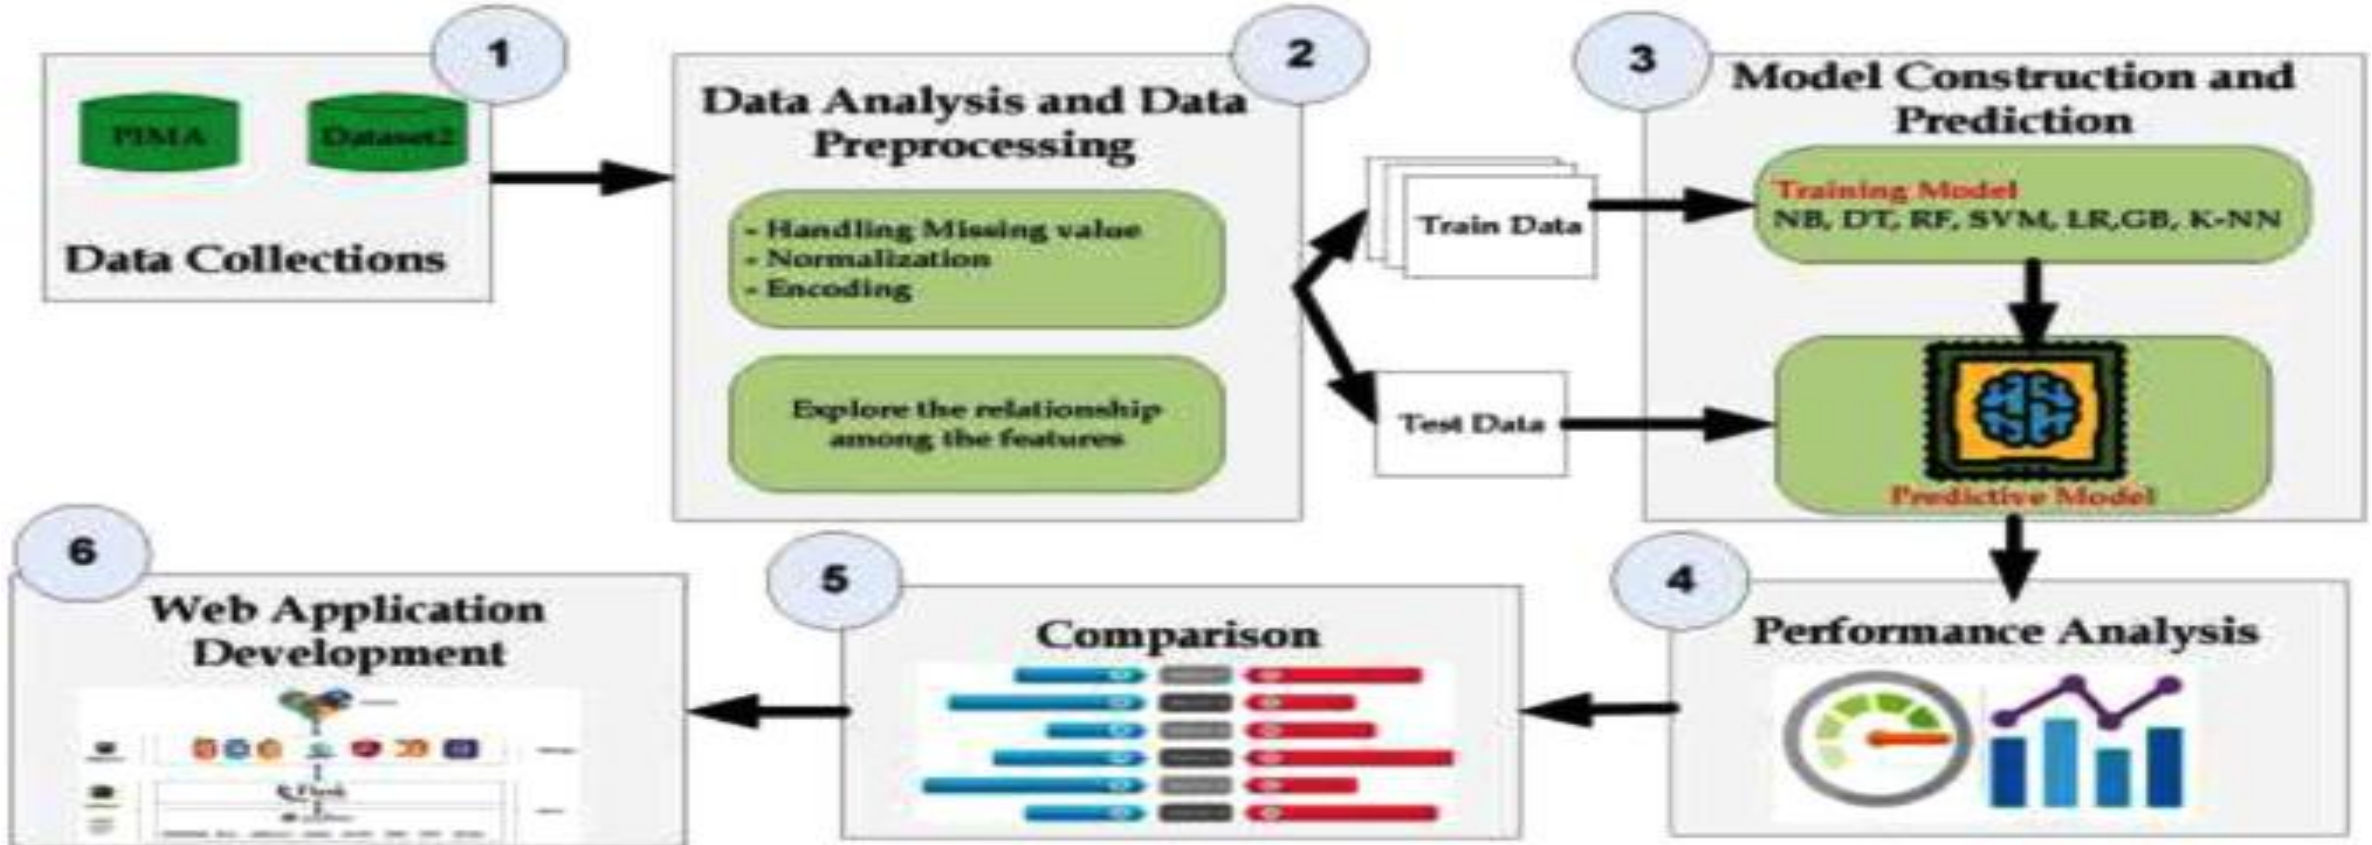 1
PIMA
Dataset2
Data Collections
2
Data Analysis and Data
Preprocessing
- Handling Missing value
- Normalization
- Encoding
Explore the relationship
among the features
Train Data
Test Data
3
Model Construction and
Prediction
Training Model
NB, DT, RF, SVM, LR,GB, K-NN
Predictive Model
4
Performance Analysis
5
Comparison
6
Web Application
Development
Flask